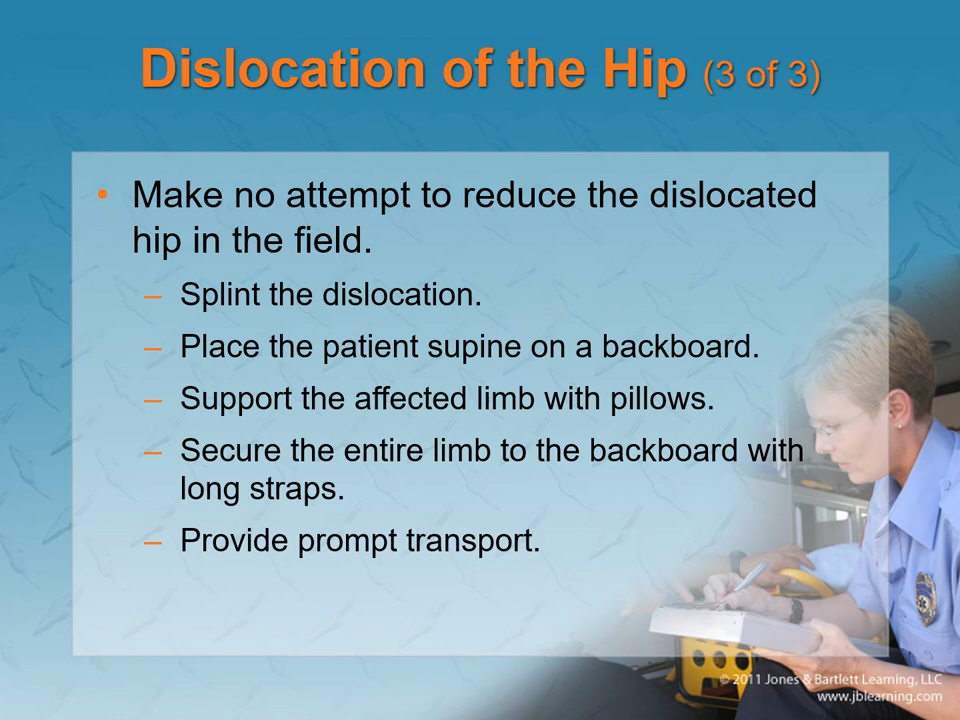 Dislocation of the Hip (3 of 3)
• Make no attempt to reduce the dislocated
hip in the field.
– Splint the dislocation.
– Place the patient supine on a backboard.
– Support the affected limb with pillows.
– Secure the entire limb to the backboard with
long straps.
– Provide prompt transport.
© 2011 Jones & Bartlett Learning, LLC
www.jblearning.com